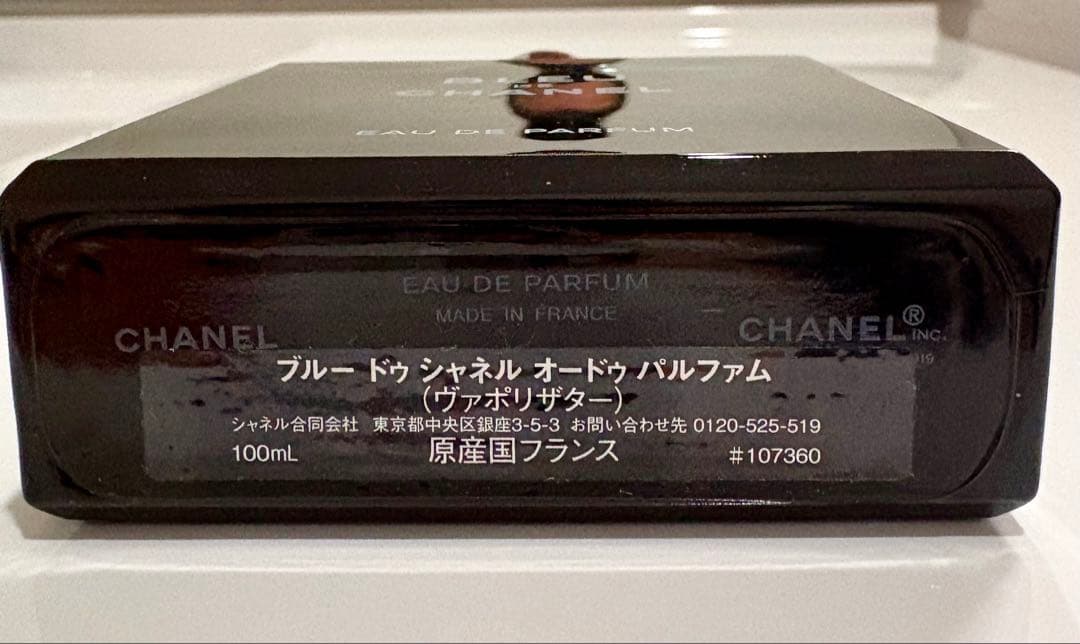 BLEU
CHANEL
EAU DE PARFUM
EAU DE PARFUM
MADE IN FRANCE
CHANEL
CHANEL® INC.
ブルー ドゥ シャネル オードゥ パルファム
(ヴァポリザター)
シャネル合同会社 東京都中央区銀座3-5-3 お問い合わせ先 0120-525-519
100mL 原産国フランス #107360